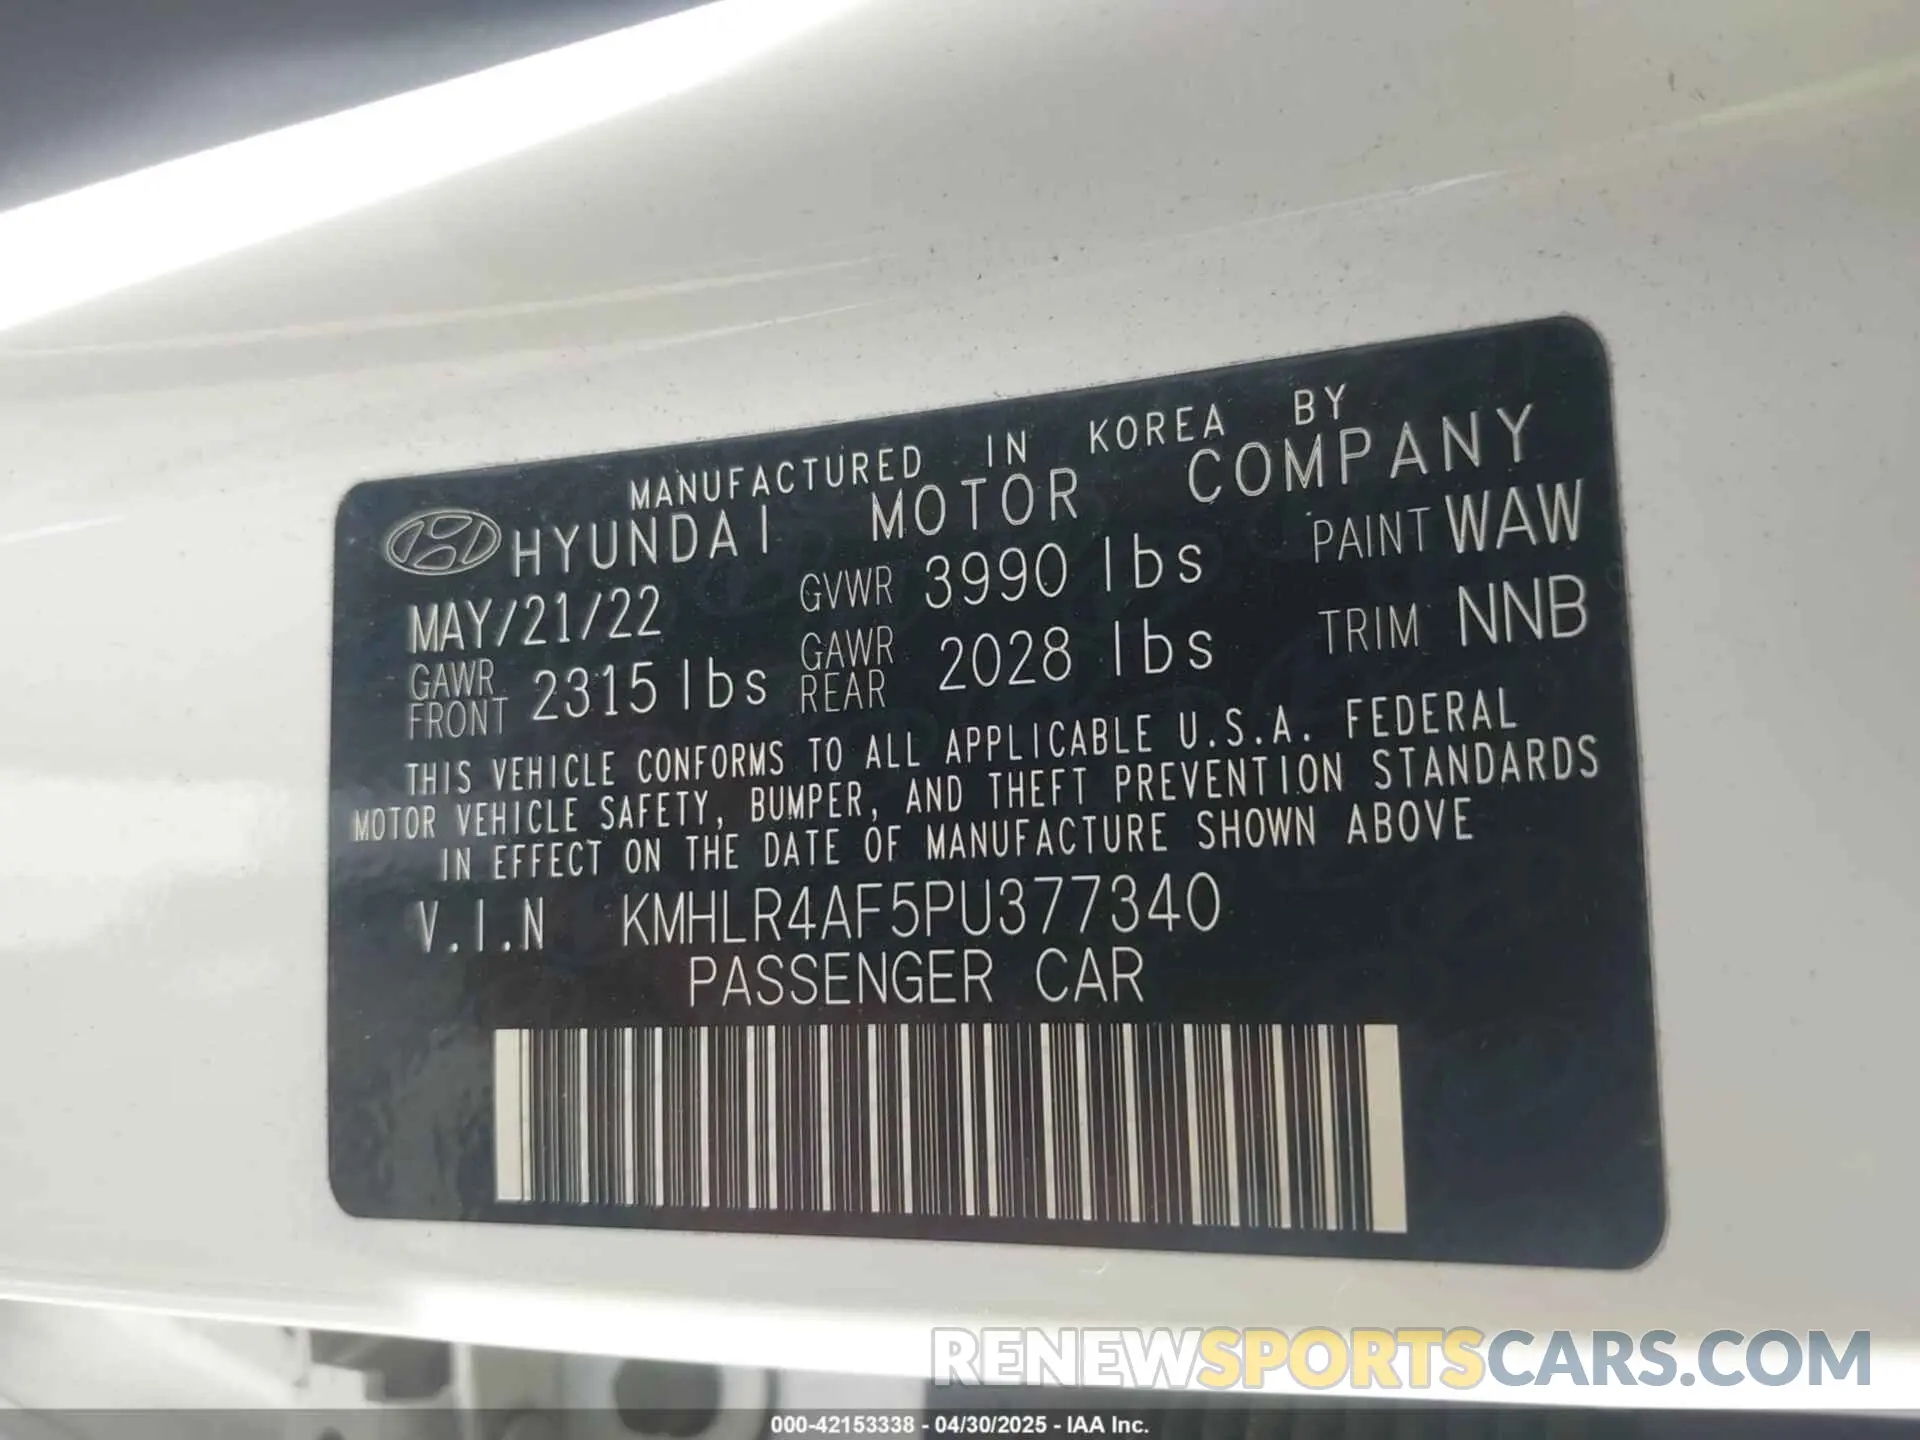 MANUFACTURED IN KOREA BY
HYUNDAI MOTOR COMPANY
MAY/21/22 GVWR 3990 lbs PAINT WAW
GAWR FRONT 2315 lbs GAWR REAR 2028 lbs TRIM NNB
THIS VEHICLE CONFORMS TO ALL APPLICABLE U.S.A. FEDERAL
MOTOR VEHICLE SAFETY, BUMPER, AND THEFT PREVENTION STANDARDS
IN EFFECT ON THE DATE OF MANUFACTURE SHOWN ABOVE
V.I.N KMHLR4AF5PU377340
PASSENGER CAR
RENEWSPORTSCARS.COM
000-42153338 - 04/30/2025 - IAA Inc.